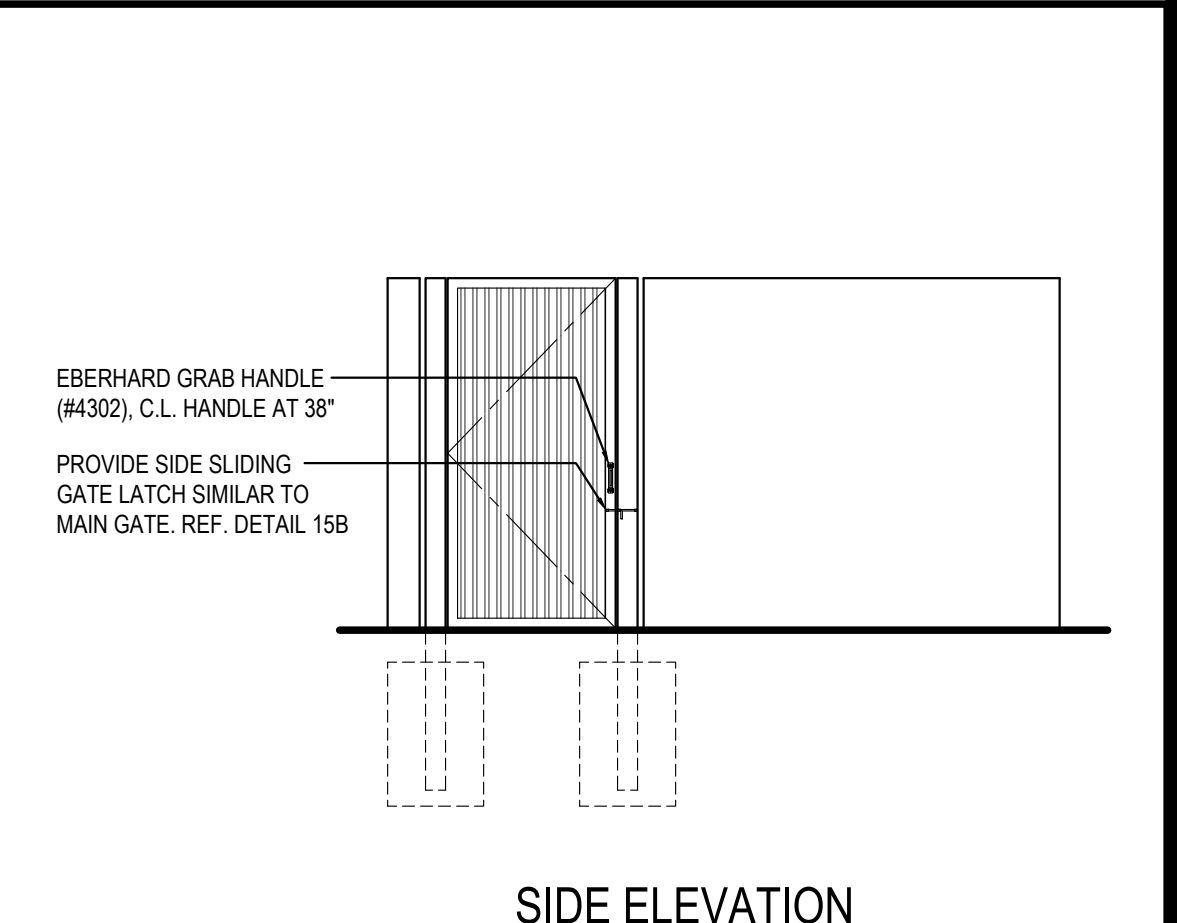 EBERHARD GRAB HANDLE
(#4302), C.L. HANDLE AT 38"
PROVIDE SIDE SLIDING
GATE LATCH SIMILAR TO
MAIN GATE. REF. DETAIL 15B
SIDE ELEVATION